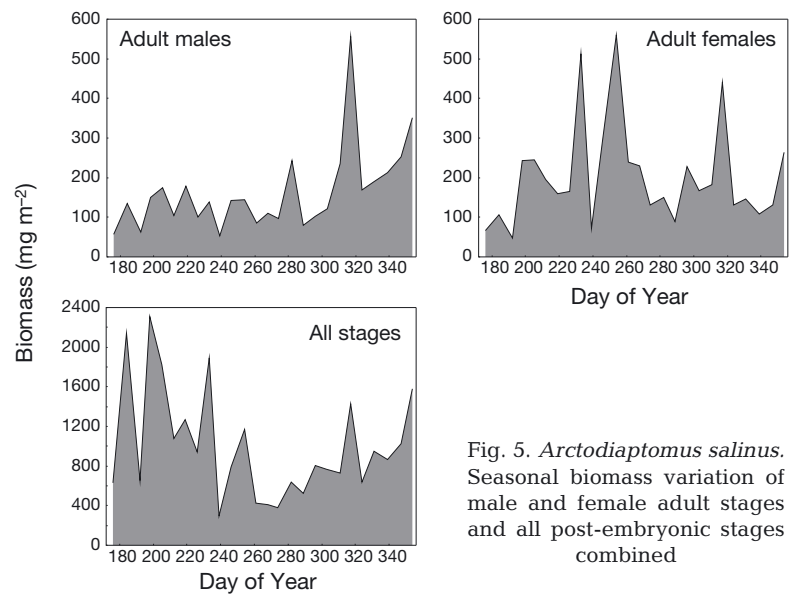 600
500
400
300
200
100
0
Adult males
180 200 220 240 260 280 300 320 340
600
500
400
300
200
100
0
Adult females
180 200 220 240 260 280 300 320 340
Day of Year
Biomass (mg m⁻²)
2400
2000
1600
1200
800
400
0
All stages
180 200 220 240 260 280 300 320 340
Day of Year
Fig. 5. Arctodiaptomus salinus.
Seasonal biomass variation of
male and female adult stages
and all post-embryonic stages
combined